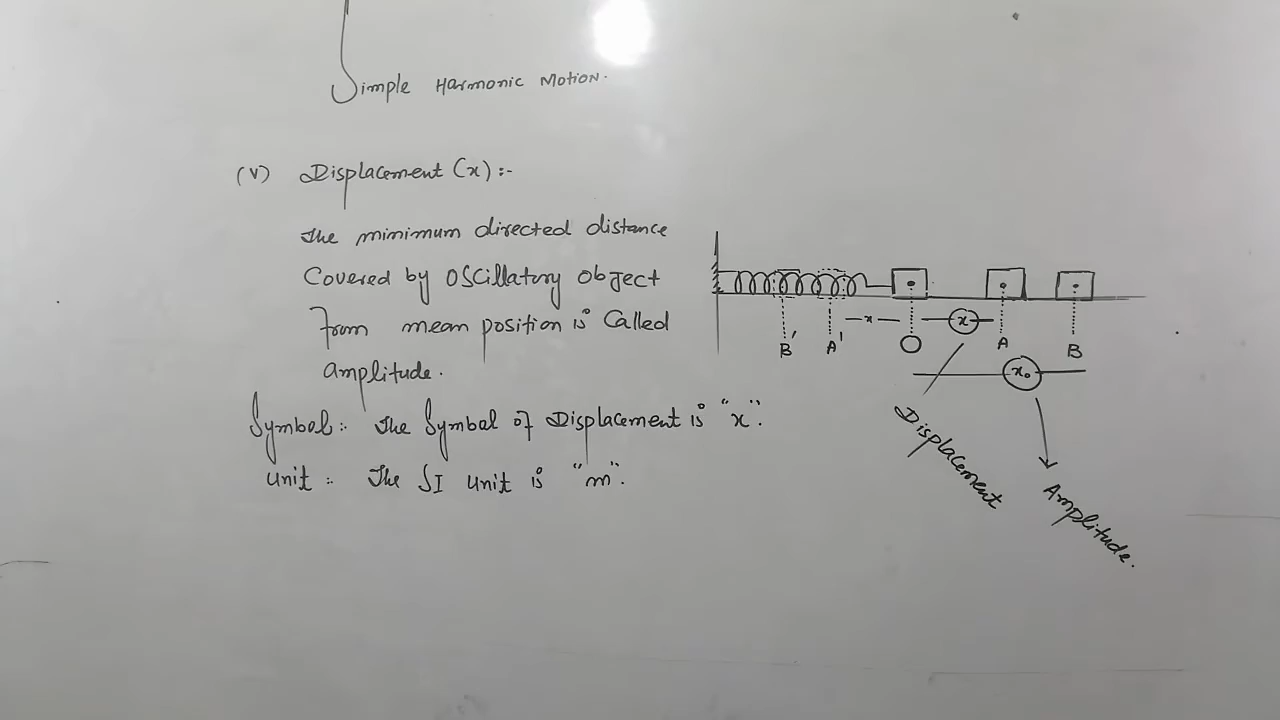 Simple Harmonic Motion.
(V) Displacement (x) :-
The minimum directed distance
Covered by Oscillatory Object
From mean position is Called
Amplitude.
Symbol :: The Symbol of Displacement is "x".
Unit :: The SI Unit is "m".
x x
B' A' O A B
x₀
Displacement
Amplitude.